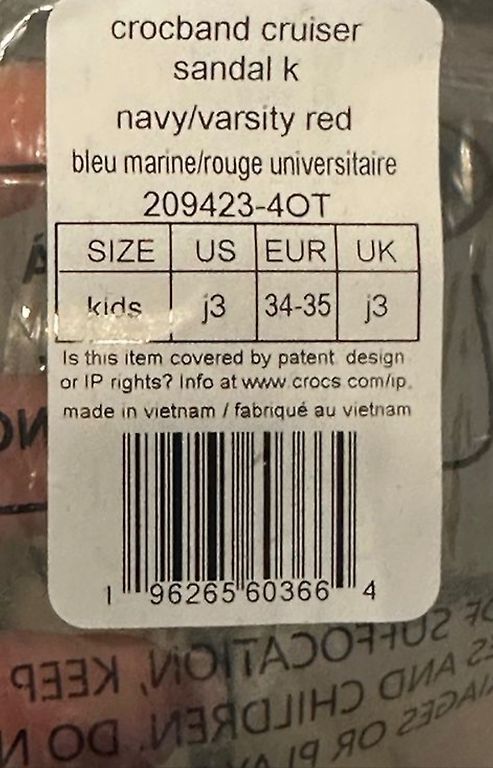 crocband cruiser
sandal k
navy/varsity red
bleu marine/rouge universitaire
209423-4OT
SIZE US EUR UK
kids j3 34-35 j3
Is this item covered by patent design
or IP rights? Info at www crocs com/ip.
made in vietnam / fabriqué au vietnam
1 96265 60366 4
OF SUFFOCATION, KEEP
AND CHILDREN. DO N
OR